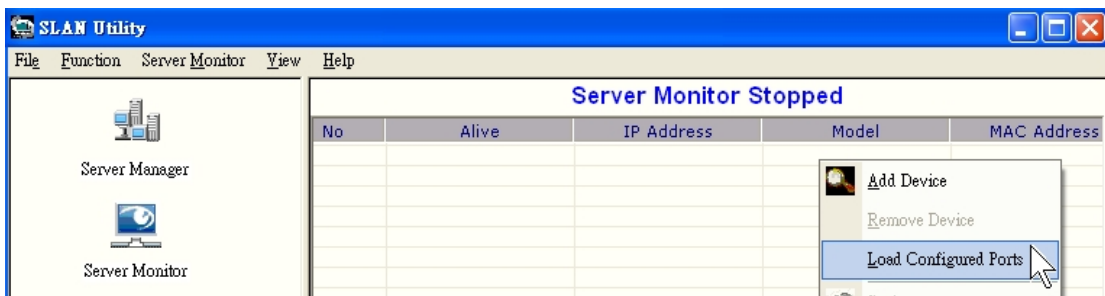 SLAN Utility
File Function Server Monitor View Help
Server Monitor Stopped
No Alive IP Address Model MAC Address
Server Manager
Server Monitor
Add Device
Remove Device
Load Configured Ports